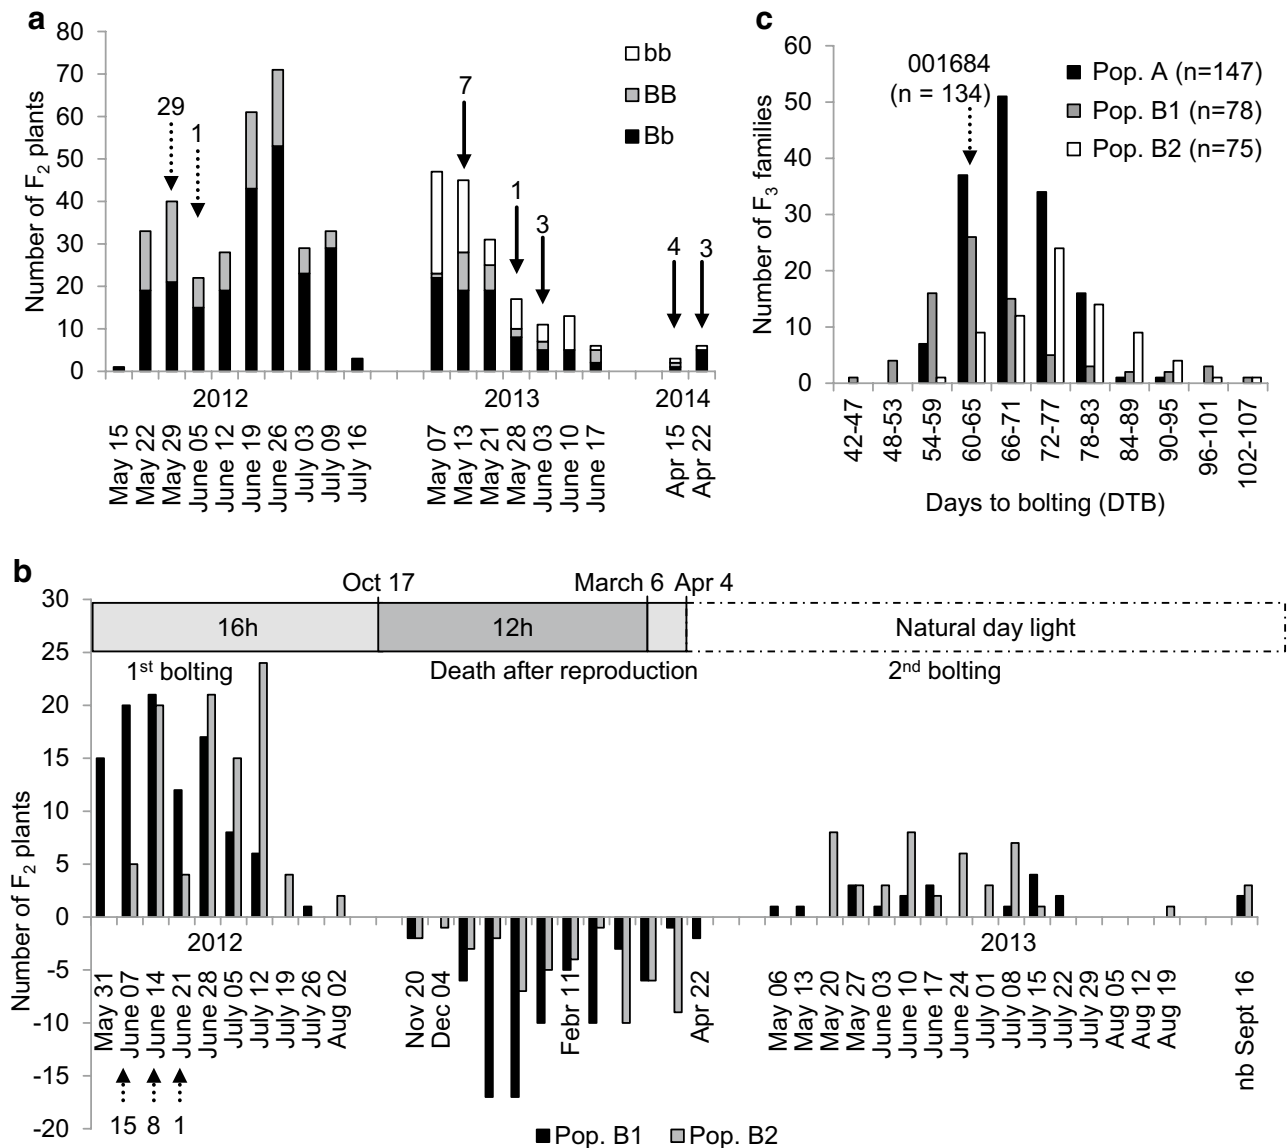 a
Number of F2 plants
80
70
60
50
40
30
20
10
0
29
1
7
1
3
4
3
bb
BB
Bb
2012
2013
2014
May 15
May 22
May 29
June 05
June 12
June 19
June 26
July 03
July 09
July 16
May 07
May 13
May 21
May 28
June 03
June 10
June 17
Apr 15
Apr 22
c
Number of F3 families
60
50
40
30
20
10
0
001684
(n = 134)
Pop. A (n=147)
Pop. B1 (n=78)
Pop. B2 (n=75)
42-47
48-53
54-59
60-65
66-71
72-77
78-83
84-89
90-95
96-101
102-107
Days to bolting (DTB)
b
Oct 17
March 6
Apr 4
16h
12h
Natural day light
1st bolting
Death after reproduction
2nd bolting
Number of F2 plants
30
25
20
15
10
5
0
-5
-10
-15
-20
2012
2013
May 31
June 07
June 14
June 21
June 28
July 05
July 12
July 19
July 26
Aug 02
Nov 20
Dec 04
Febr 11
Apr 22
May 06
May 13
May 20
May 27
June 03
June 10
June 17
June 24
July 01
July 08
July 15
July 22
July 29
Aug 05
Aug 12
Aug 19
nb Sept 16
15
8
1
Pop. B1
Pop. B2